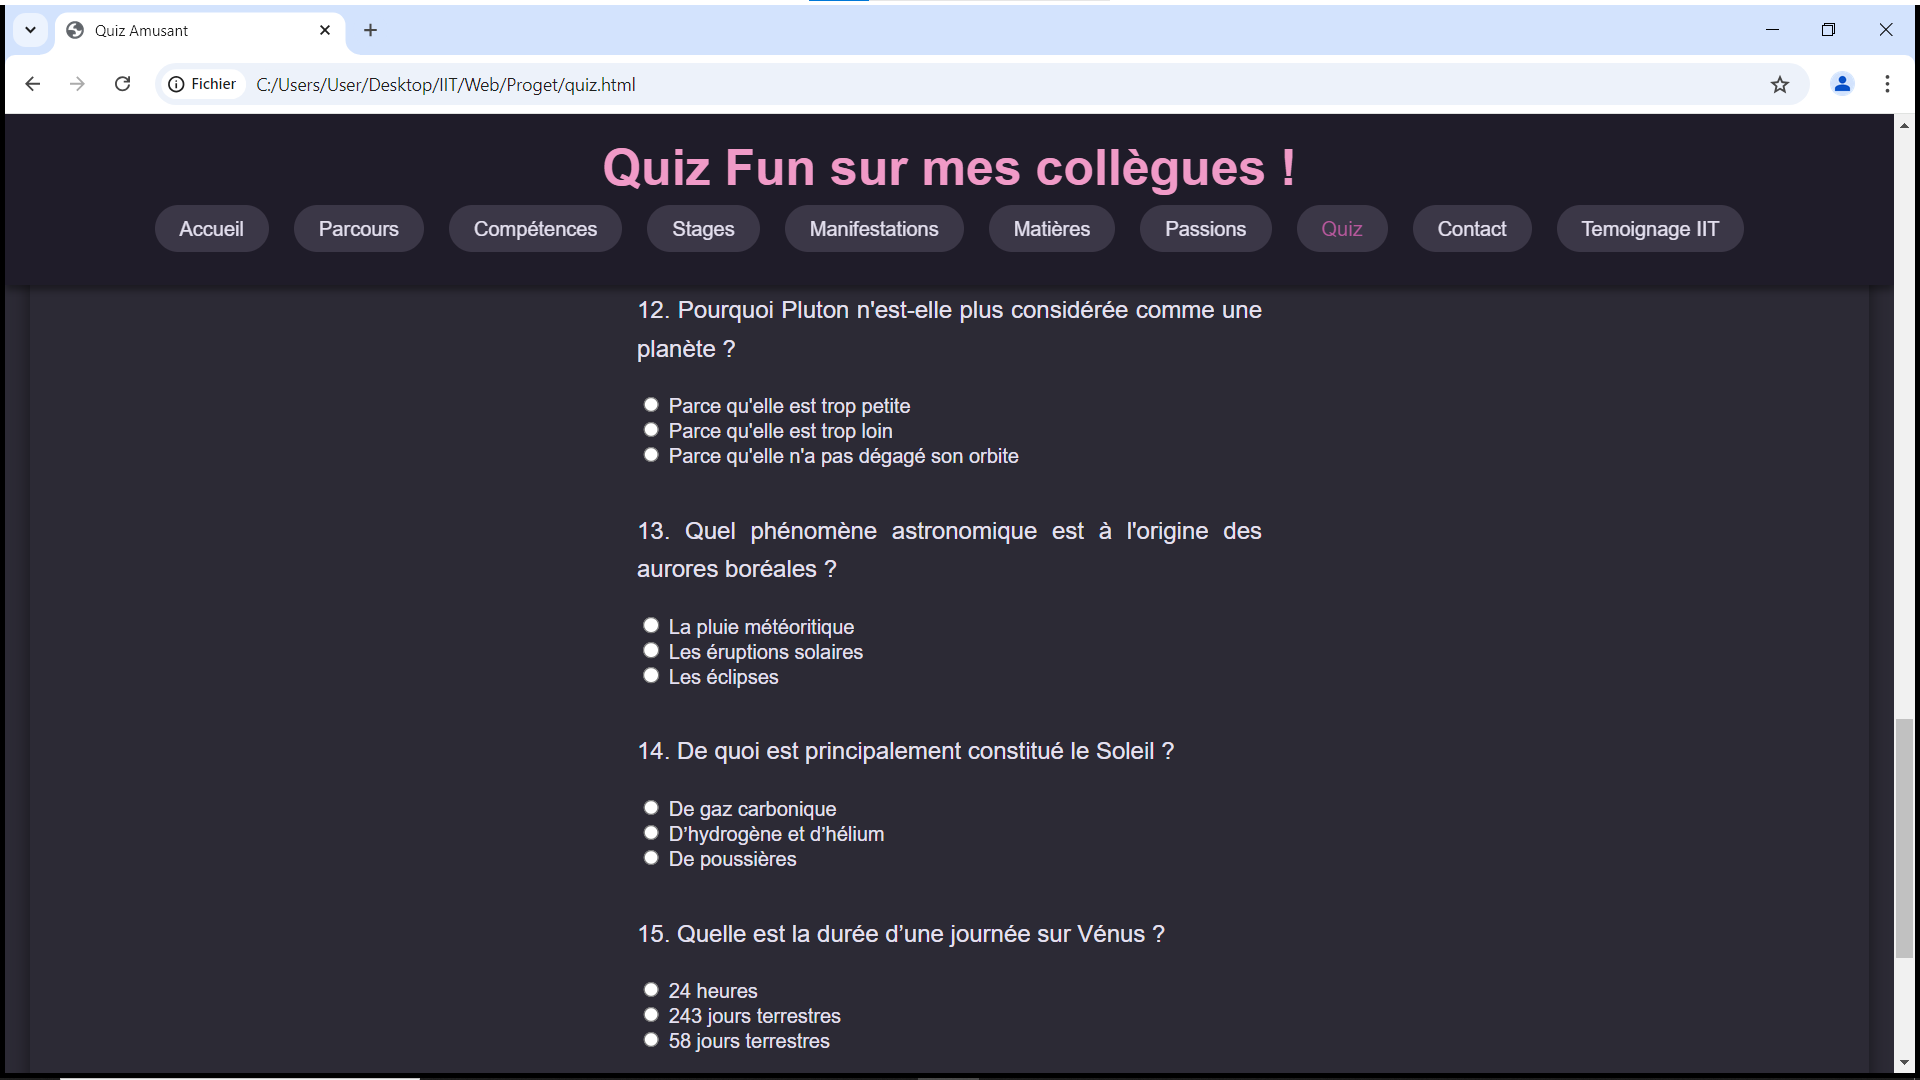 Quiz Amusant
Fichier C:/Users/User/Desktop/IIT/Web/Proget/quiz.html
Quiz Fun sur mes collègues !
Accueil Parcours Compétences Stages Manifestations Matières Passions Quiz Contact Temoignage IIT
12. Pourquoi Pluton n'est-elle plus considérée comme une
planète ?
Parce qu'elle est trop petite
Parce qu'elle est trop loin
Parce qu'elle n'a pas dégagé son orbite
13. Quel phénomène astronomique est à l'origine des
aurores boréales ?
La pluie météoritique
Les éruptions solaires
Les éclipses
14. De quoi est principalement constitué le Soleil ?
De gaz carbonique
D’hydrogène et d’hélium
De poussières
15. Quelle est la durée d’une journée sur Vénus ?
24 heures
243 jours terrestres
58 jours terrestres